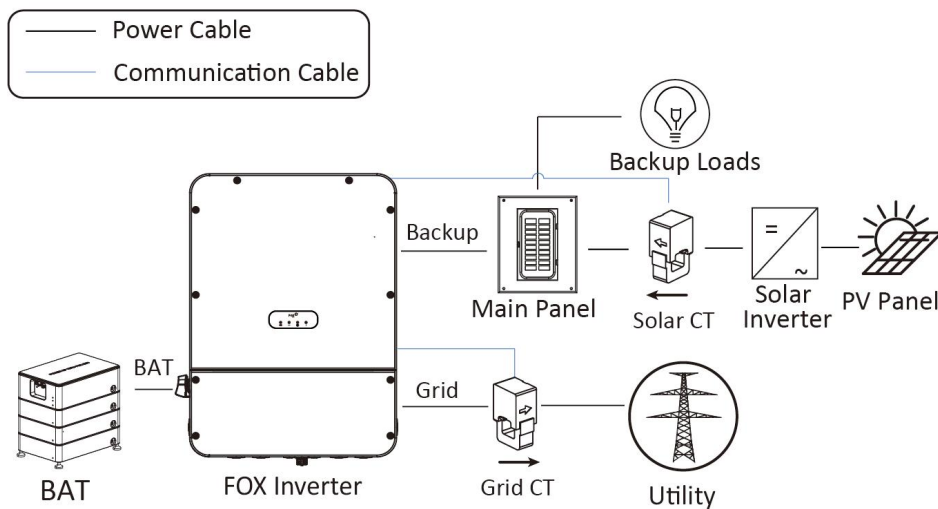 Power Cable
Communication Cable
Backup Loads
Backup
Main Panel
Solar CT
Solar
Inverter
PV Panel
BAT
Grid
BAT
FOX Inverter
Grid CT
Utility